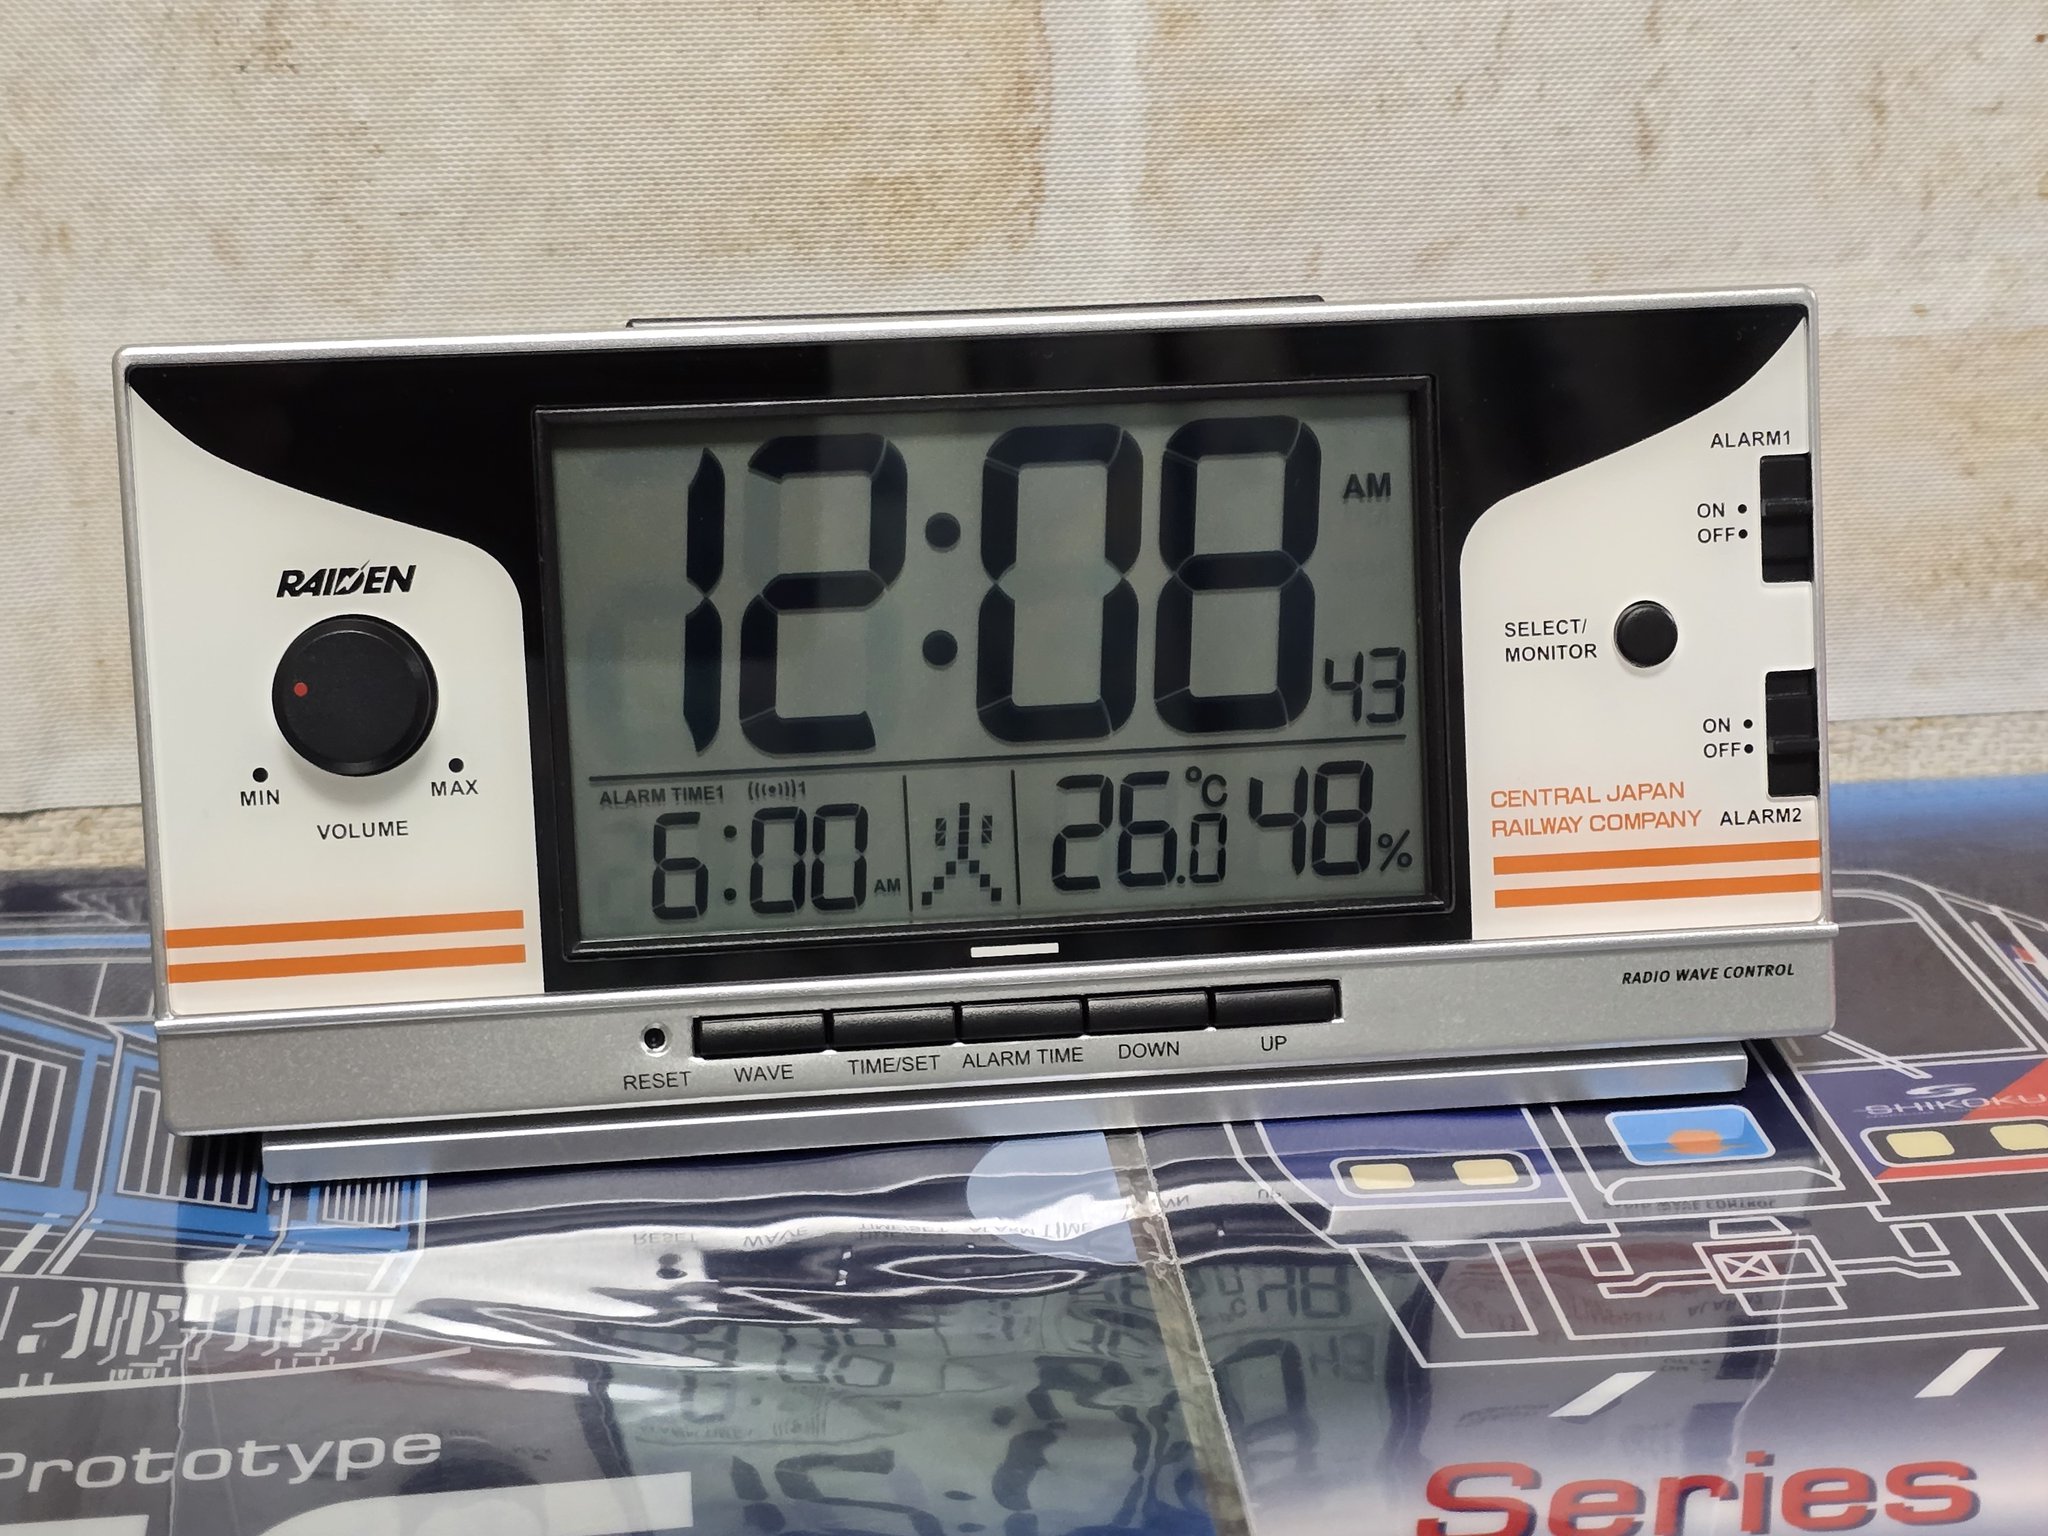 12:08 AM
43
ALARM TIME1 1
6:00 AM
火
26.0 ℃ 48%
RAIDEN
MIN MAX
VOLUME
ALARM1
ON
OFF
SELECT/
MONITOR
ON
OFF
ALARM2
CENTRAL JAPAN
RAILWAY COMPANY
RADIO WAVE CONTROL
RESET WAVE TIME/SET ALARM TIME DOWN UP
SHIKOKU
Prototype
Series